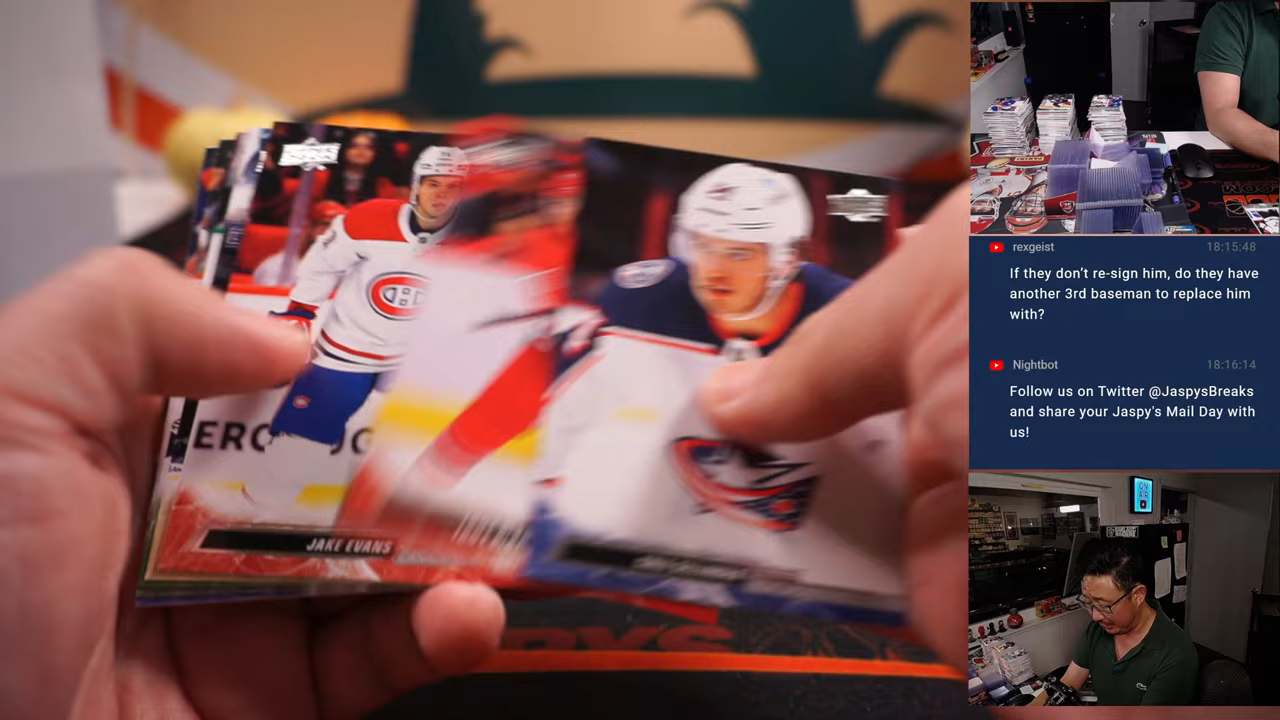 JAKE EVANS
rexgeist 18:15:48
If they don't re-sign him, do they have
another 3rd baseman to replace him
with?
Nightbot 18:16:14
Follow us on Twitter @JaspysBreaks
and share your Jaspy's Mail Day with
us!